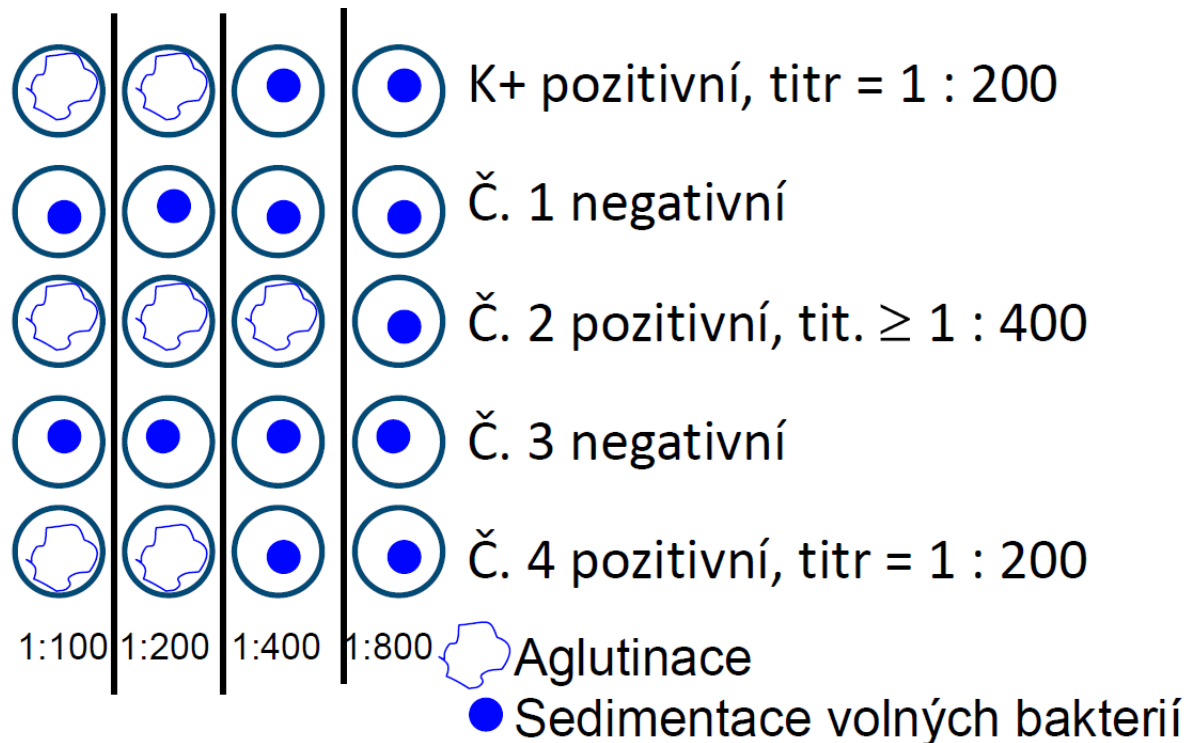 K+ pozitivní, titr = 1 : 200
Č. 1 negativní
Č. 2 pozitivní, tit. ≥ 1 : 400
Č. 3 negativní
Č. 4 pozitivní, titr = 1 : 200
1:100 1:200 1:400 1:800
Aglutinace
Sedimentace volných bakterií